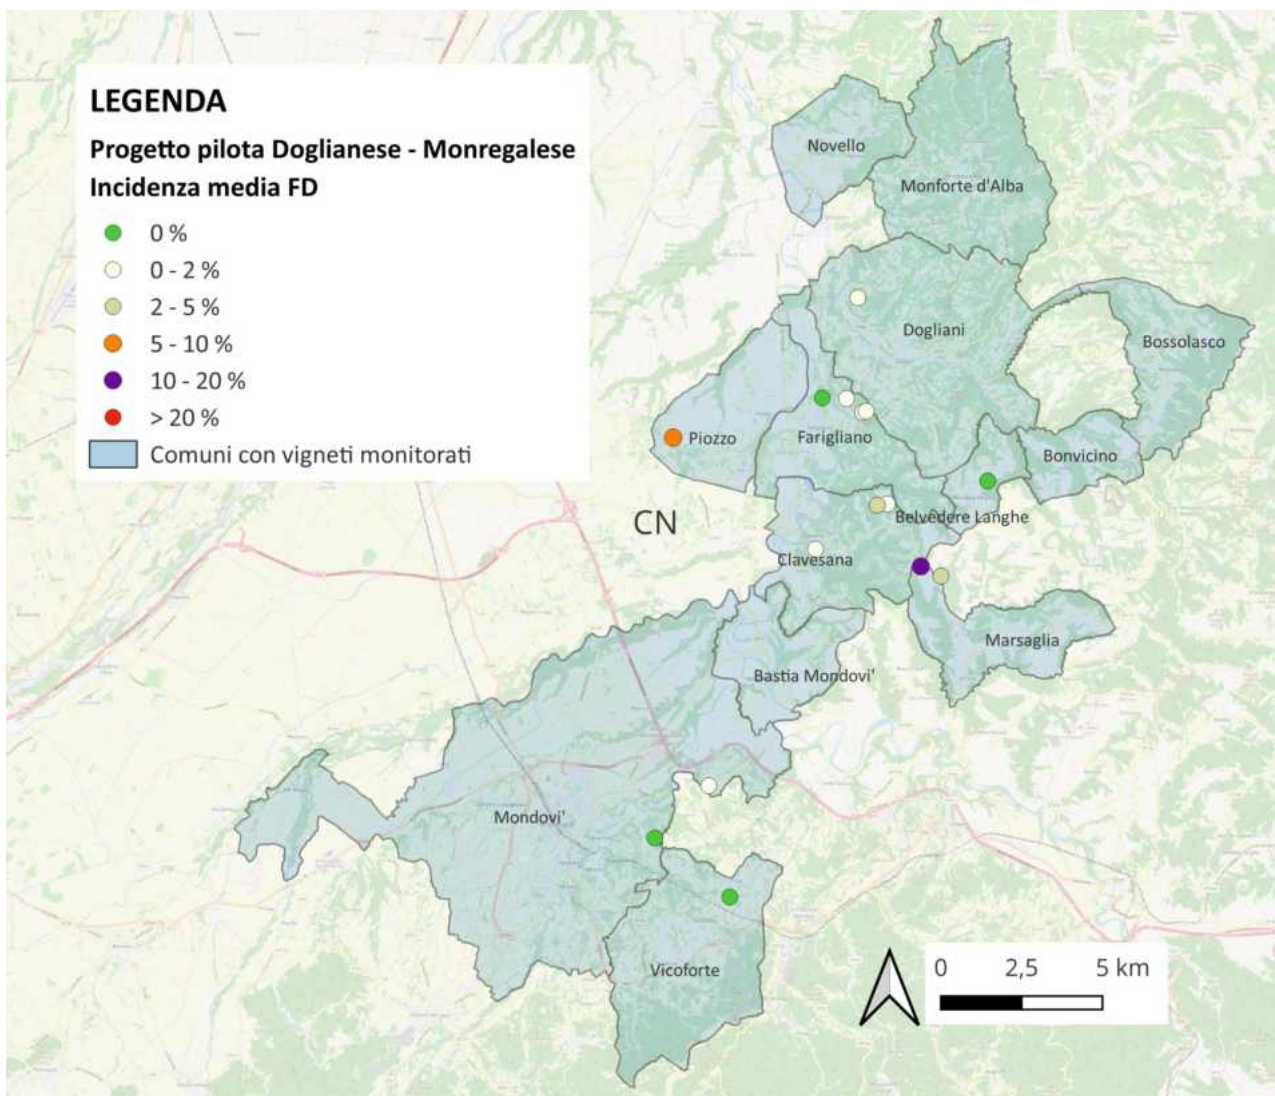 LEGENDA
Progetto pilota Doglianese - Monregalese
Incidenza media FD
0 %
0 - 2 %
2 - 5 %
5 - 10 %
10 - 20 %
> 20 %
Comuni con vigneti monitorati
Novello
Monforte d'Alba
Dogliani
Bossolasco
Piozzo
Farigliano
Bonvicino
CN
Belvedere Langhe
Clavesana
Marsaglia
Bastia Mondovi'
Mondovi'
Vicoforte
0 2,5 5 km